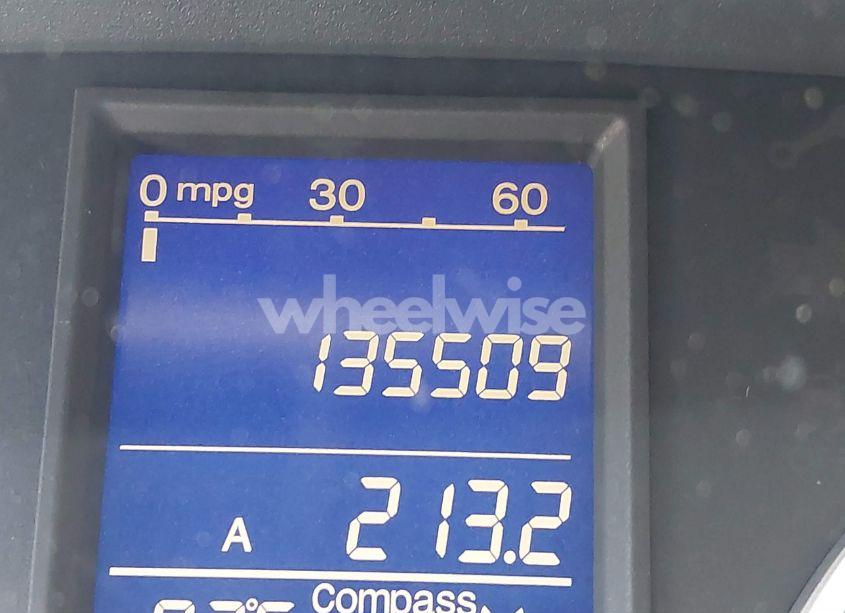 0 mpg 30 60
wheelwise
135509
A 213.2
Compass